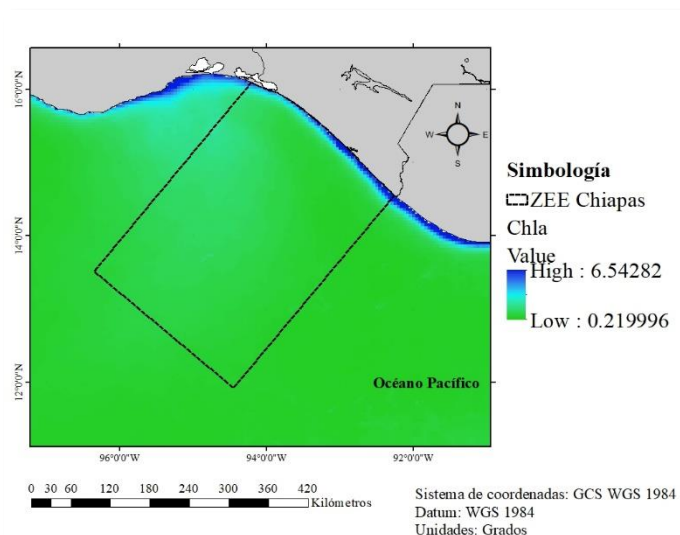 16°0'0"N
14°0'0"N
12°0'0"N
N
W E
S
Océano Pacífico
96°0'0"W 94°0'0"W 92°0'0"W
Simbología
ZEE Chiapas
Chla
Value
High : 6.54282
Low : 0.219996
0 30 60 120 180 240 300 360 420
Kilómetros
Sistema de coordenadas: GCS WGS 1984
Datum: WGS 1984
Unidades: Grados